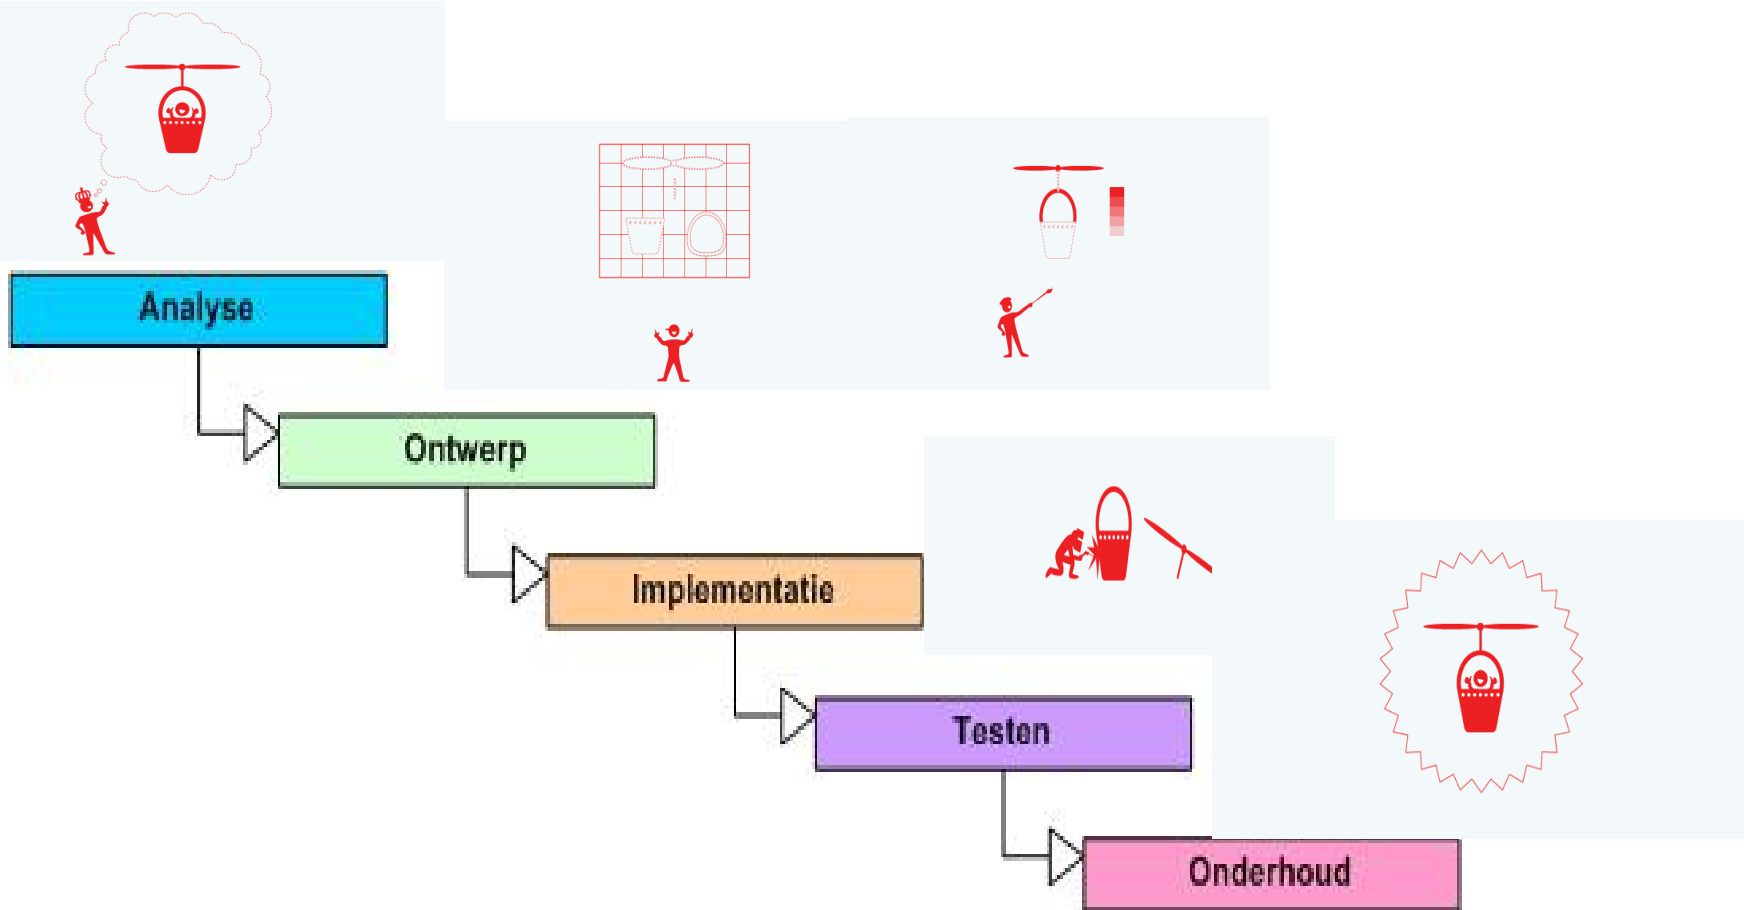 Analyse
Ontwerp
Implementatie
Testen
Onderhoud